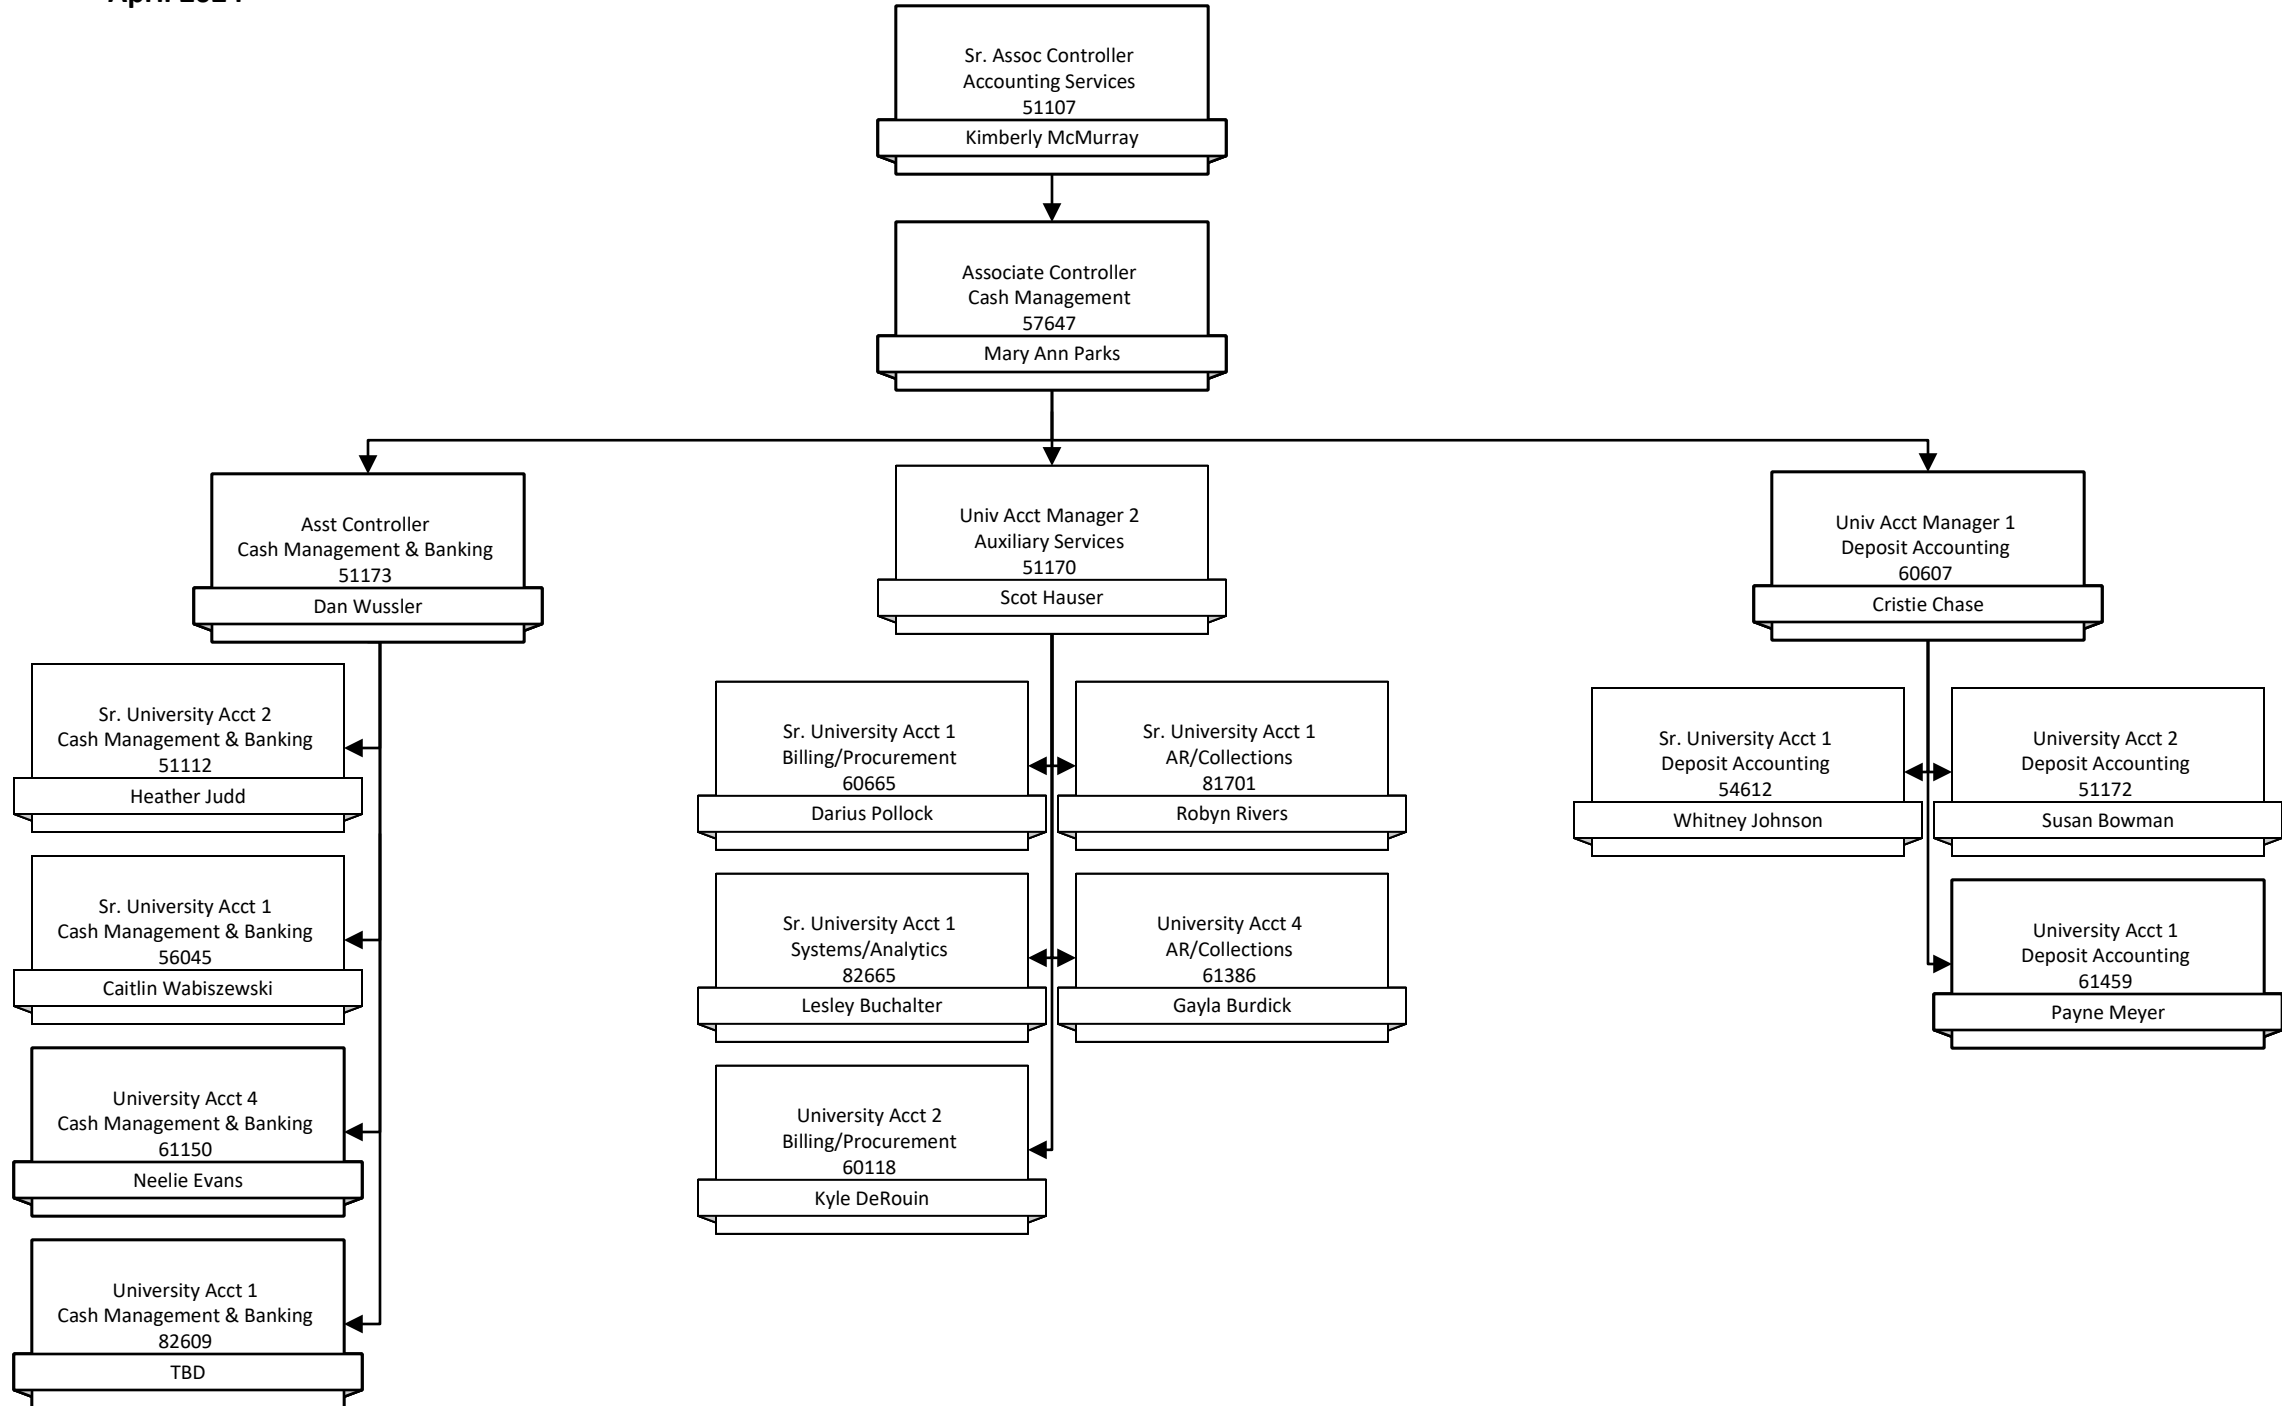 Sr. Assoc Controller
Accounting Services
51107
Kimberly McMurray
Associate Controller
Cash Management
57647
Mary Ann Parks
Asst Controller
Cash Management & Banking
51173
Dan Wussler
Univ Acct Manager 2
Auxiliary Services
51170
Scot Hauser
Univ Acct Manager 1
Deposit Accounting
60607
Cristie Chase
Sr. University Acct 2
Cash Management & Banking
51112
Heather Judd
Sr. University Acct 1
Cash Management & Banking
56045
Caitlin Wabiszewski
University Acct 4
Cash Management & Banking
61150
Neelie Evans
University Acct 1
Cash Management & Banking
82609
TBD
Sr. University Acct 1
Billing/Procurement
60665
Darius Pollock
Sr. University Acct 1
AR/Collections
81701
Robyn Rivers
Sr. University Acct 1
Systems/Analytics
82665
Lesley Buchalter
University Acct 4
AR/Collections
61386
Gayla Burdick
University Acct 2
Billing/Procurement
60118
Kyle DeRouin
Sr. University Acct 1
Deposit Accounting
54612
Whitney Johnson
University Acct 2
Deposit Accounting
51172
Susan Bowman
University Acct 1
Deposit Accounting
61459
Payne Meyer